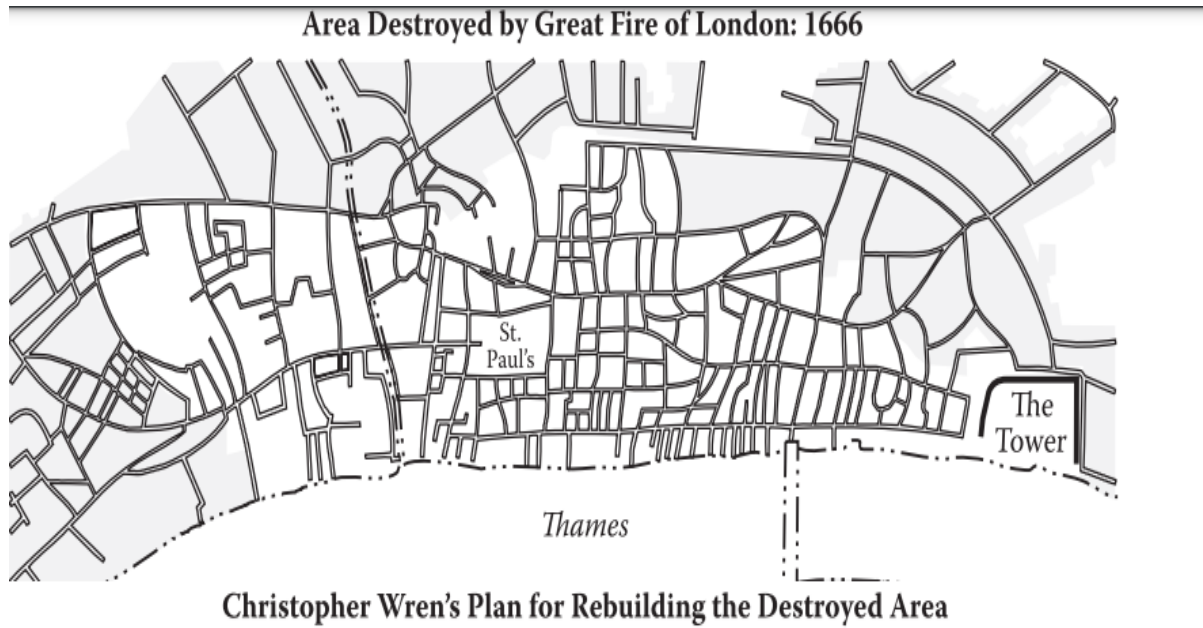 Area Destroyed by Great Fire of London: 1666
St.
Paul's
The
Tower
Thames
Christopher Wren's Plan for Rebuilding the Destroyed Area